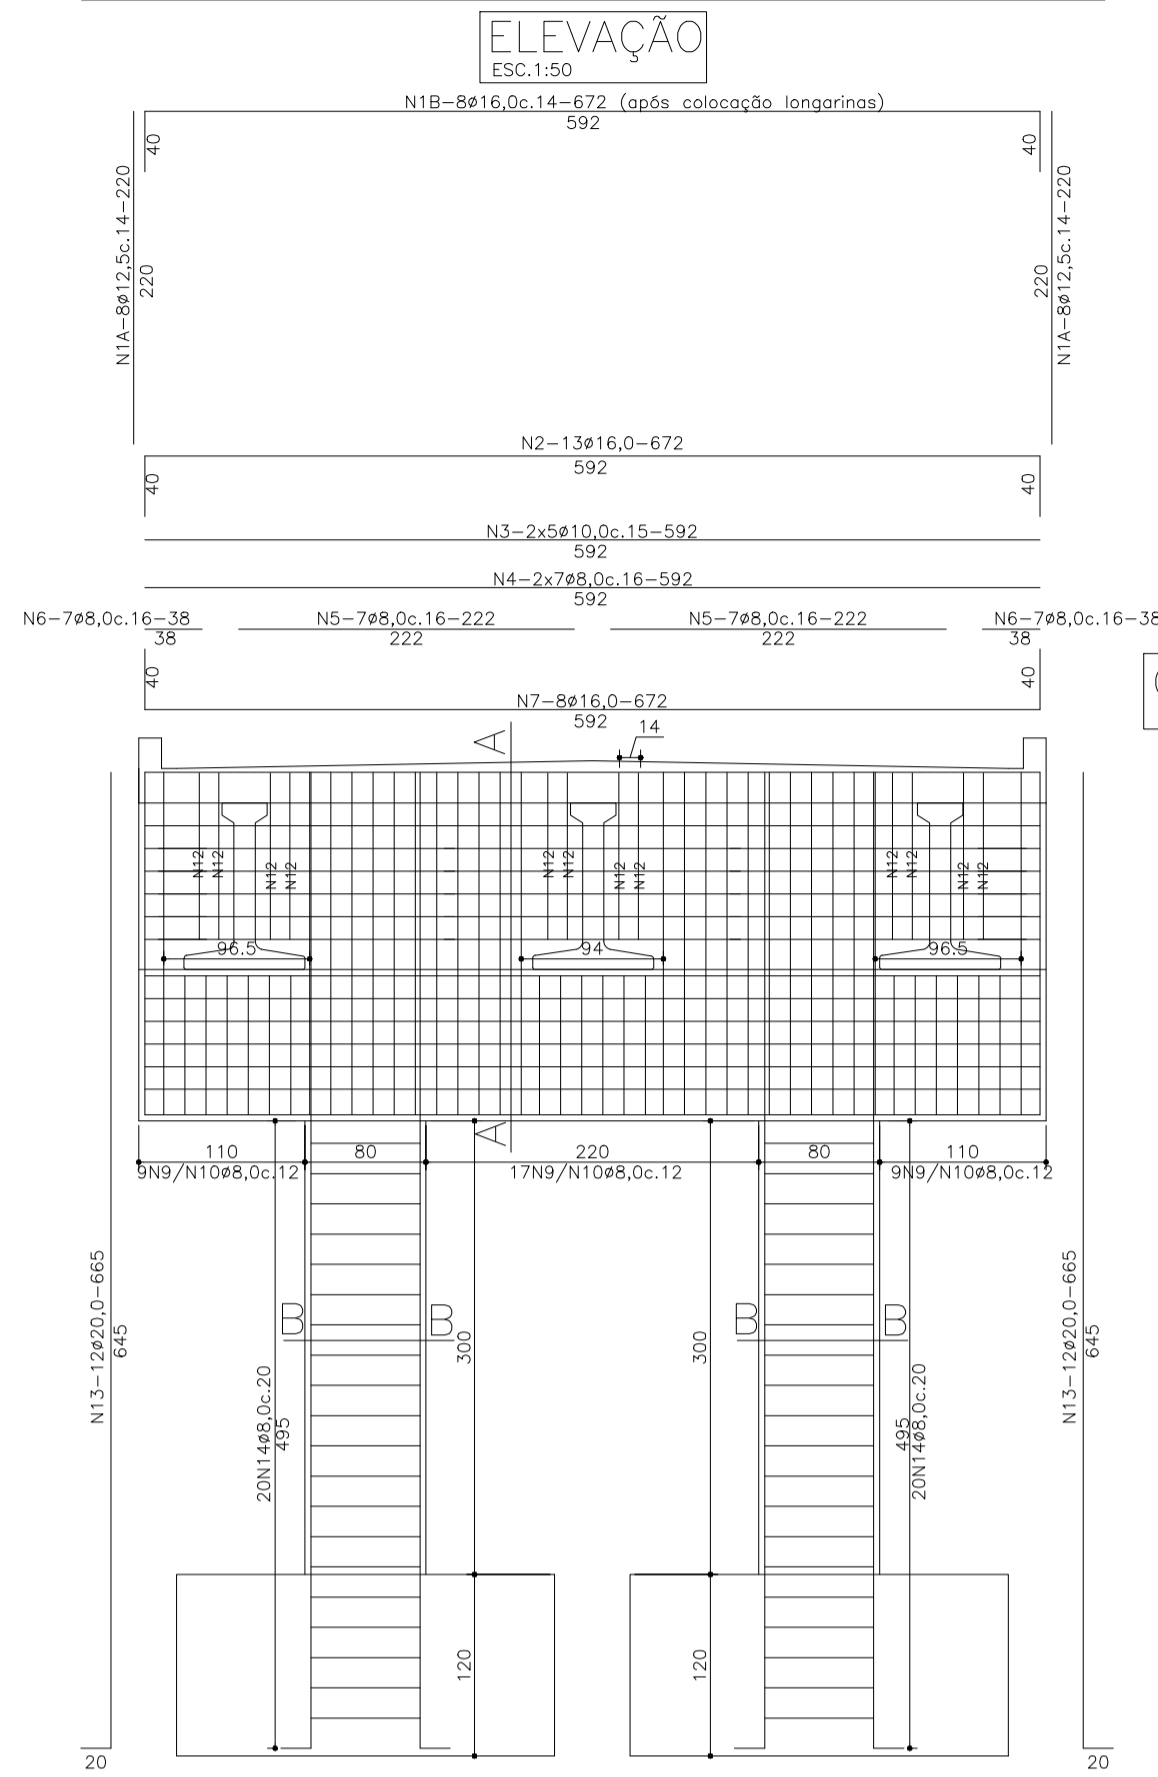 ELEVAÇÃO
ESC.1:50
N1B-8ø16,0c.14-672 (após colocação longarinas)
592
40
40
N1A-8ø12,5c.14-220
220
220
N1A-8ø12,5c.14-220
N2-13ø16,0-672
592
40
40
N3-2x5ø10,0c.15-592
592
N4-2x7ø8,0c.16-592
592
N6-7ø8,0c.16-38
38
N5-7ø8,0c.16-222
222
N5-7ø8,0c.16-222
222
N6-7ø8,0c.16-38
38
40
40
N7-8ø16,0-672
592
14
A
N12
N12
N12
N12
N12
N12
N12
N12
N12
N12
N12
N12
96.5
94
96.5
A
110
80
220
80
110
9N9/N10ø8,0c.12
17N9/N10ø8,0c.12
9N9/N10ø8,0c.12
N13-12ø20,0-665
645
B
B
300
300
B
B
N13-12ø20,0-665
645
20N14ø8,0c.20
495
495
20N14ø8,0c.20
120
120
20
20